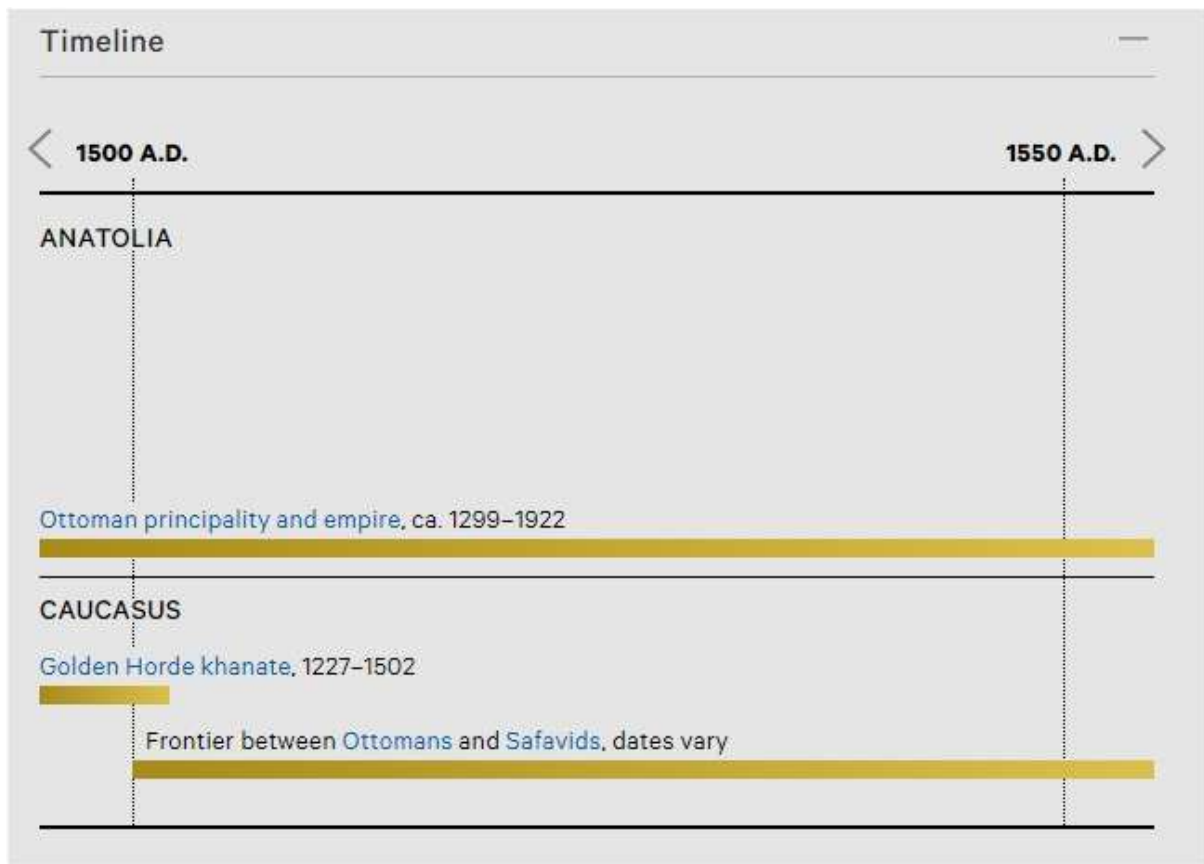 Timeline
1500 A.D.
1550 A.D.
ANATOLIA
Ottoman principality and empire, ca. 1299–1922
CAUCASUS
Golden Horde khanate, 1227–1502
Frontier between Ottomans and Safavids, dates vary